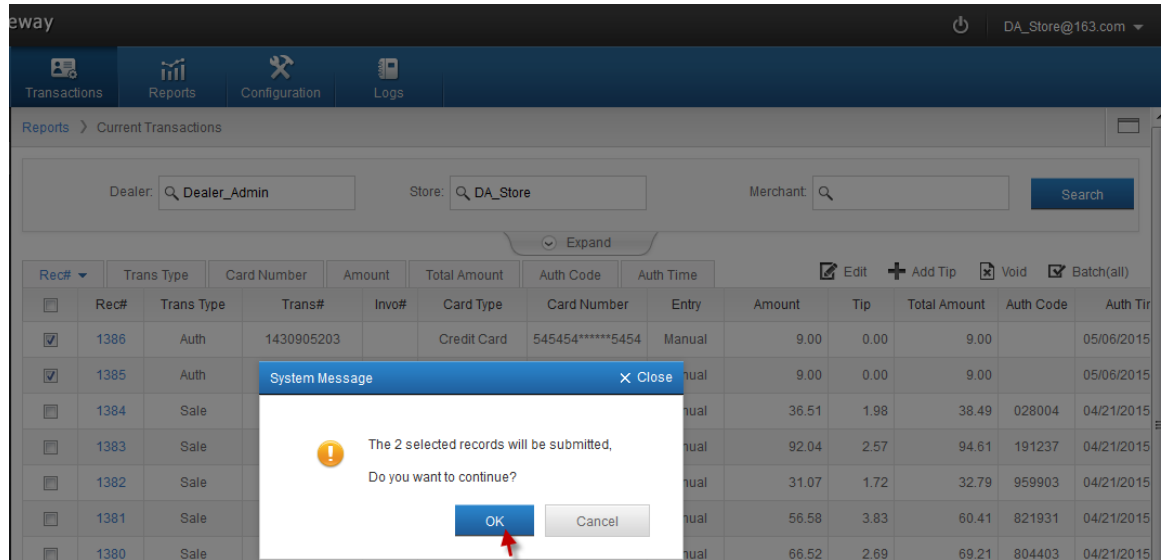 eway
DA_Store@163.com
Transactions Reports Configuration Logs
Reports > Current Transactions
Dealer: Dealer_Admin Store: DA_Store Merchant: Search
Expand
Rec# Trans Type Card Number Amount Total Amount Auth Code Auth Time Edit Add Tip Void Batch(all)
Rec# Trans Type Trans# Invo# Card Type Card Number Entry Amount Tip Total Amount Auth Code Auth Tir
1386 Auth 1430905203 Credit Card 545454******5454 Manual 9.00 0.00 9.00 05/06/2015
1385 Auth nual 9.00 0.00 9.00 05/06/2015
System Message × Close
1384 Sale nual 36.51 1.98 38.49 028004 04/21/2015
The 2 selected records will be submitted,
1383 Sale nual 92.04 2.57 94.61 191237 04/21/2015
Do you want to continue?
1382 Sale nual 31.07 1.72 32.79 959903 04/21/2015
OK Cancel
1381 Sale nual 56.58 3.83 60.41 821931 04/21/2015
1380 Sale nual 66.52 2.69 69.21 804403 04/21/2015